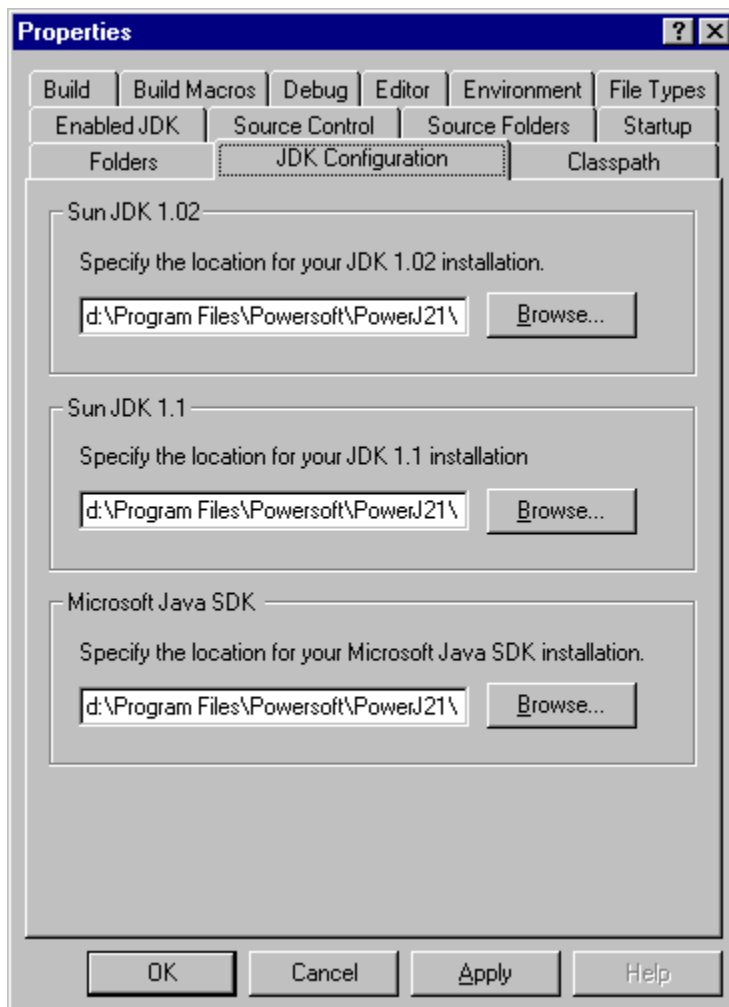 Properties
Build Build Macros Debug Editor Environment File Types
Enabled JDK Source Control Source Folders Startup
Folders JDK Configuration Classpath
Sun JDK 1.02
Specify the location for your JDK 1.02 installation.
d:\Program Files\Powersoft\PowerJ21\ Browse...
Sun JDK 1.1
Specify the location for your JDK 1.1 installation
d:\Program Files\Powersoft\PowerJ21\ Browse...
Microsoft Java SDK
Specify the location for your Microsoft Java SDK installation.
d:\Program Files\Powersoft\PowerJ21\ Browse...
OK Cancel Apply Help